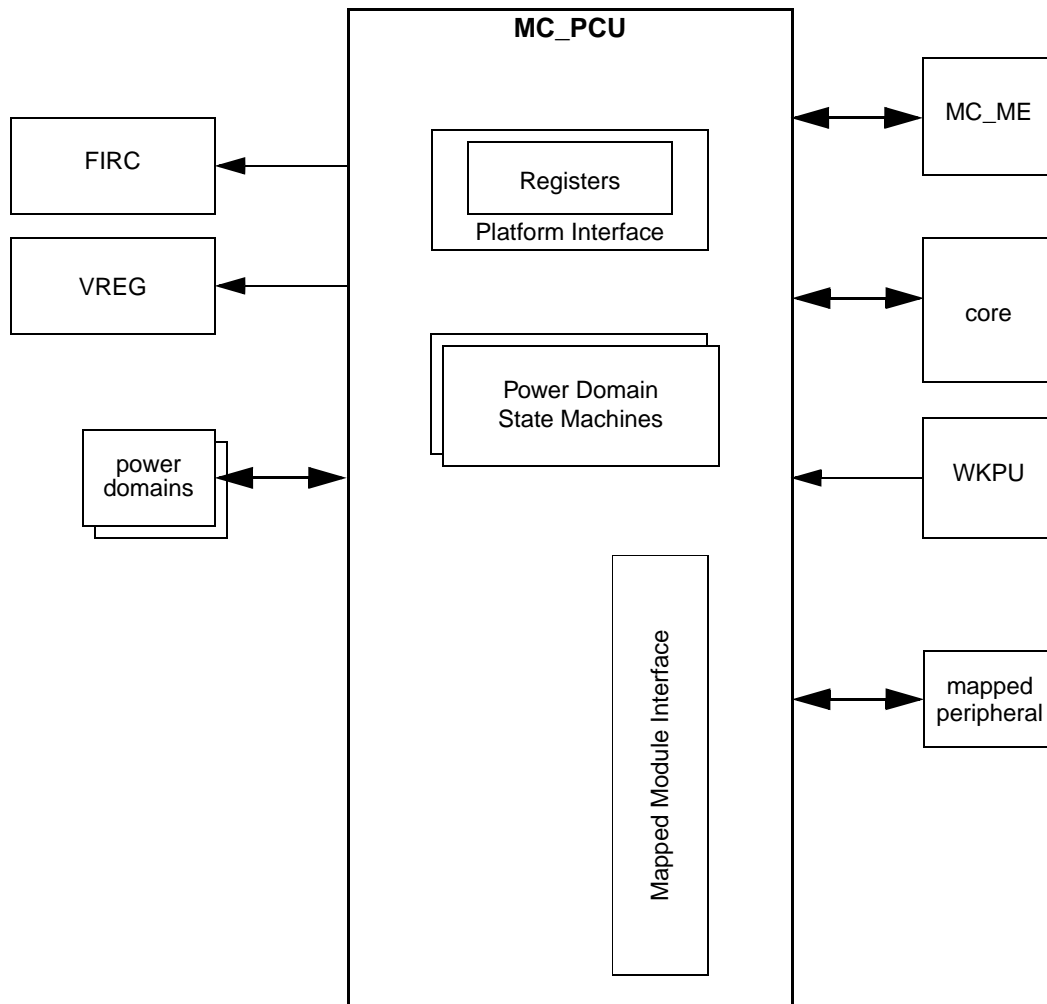 MC_PCU
MC_ME
FIRC
Registers
Platform Interface
VREG
core
Power Domain
State Machines
power
domains
WKPU
Mapped Module Interface
mapped
peripheral